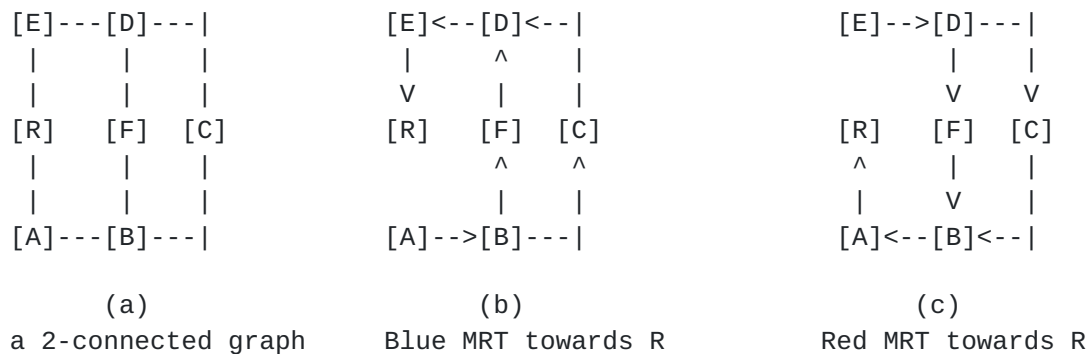 [E]---[D]---| [E]<--[D]<--| [E]-->[D]---|
| | | | ^ | | |
| | | V | | V V
[R] [F] [C] [R] [F] [C] [R] [F] [C]
| | | ^ ^ ^ | |
| | | | | | V |
[A]---[B]---| [A]-->[B]---| [A]<--[B]<--|
(a) (b) (c)
a 2-connected graph Blue MRT towards R Red MRT towards R